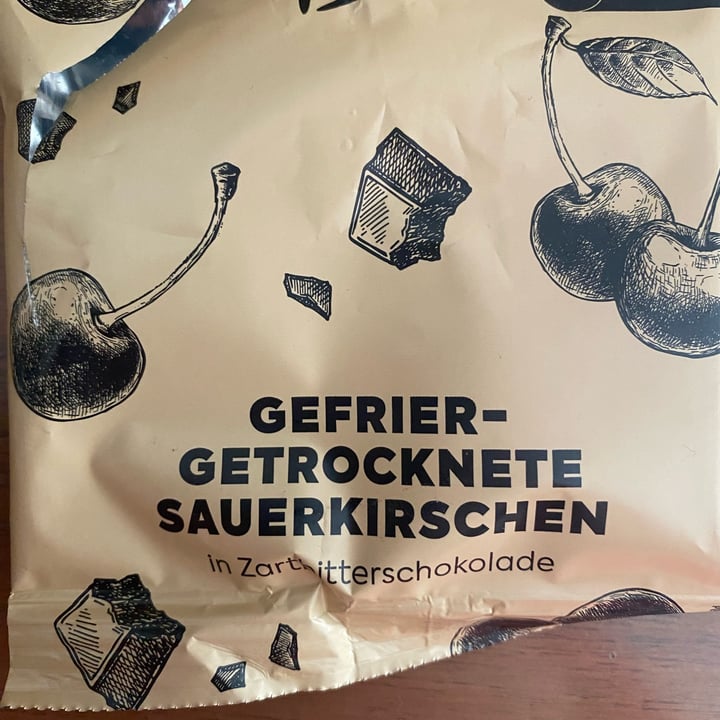 GEFRIER-
GETROCKNETE
SAUERKIRSCHEN
in Zartbitterschokolade